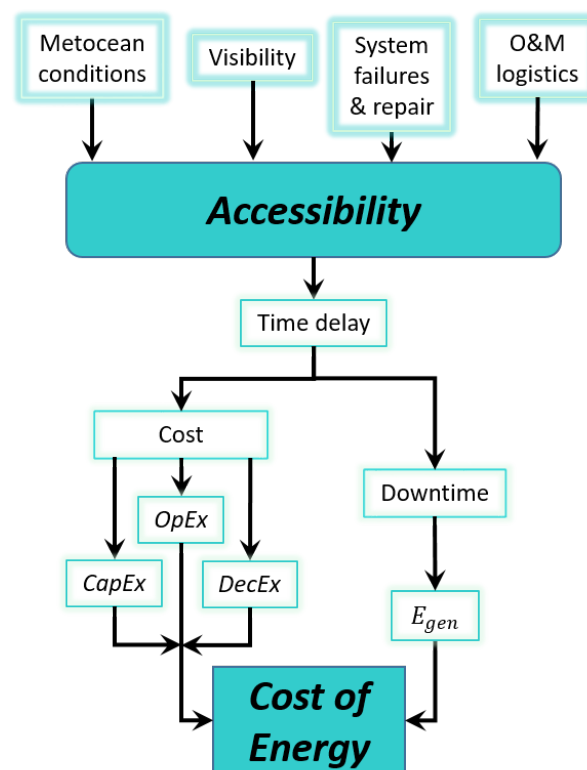 Metocean
conditions
Visibility
System
failures
& repair
O&M
logistics
Accessibility
Time delay
Cost
Downtime
OpEx
CapEx
DecEx
E_gen
Cost of
Energy